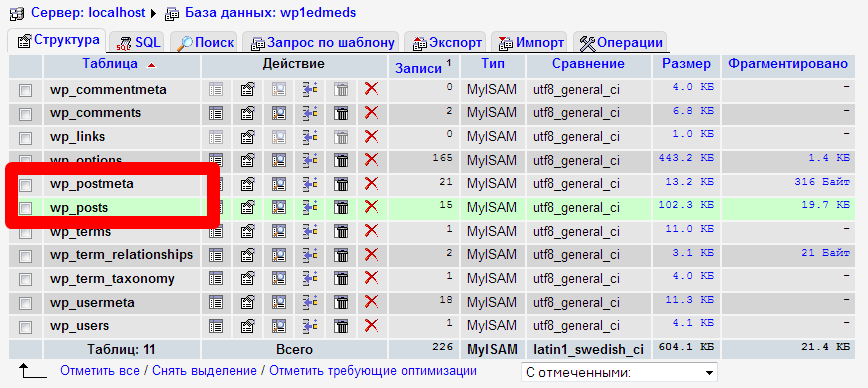 Сервер: localhost ▸ База данных: wp1edmeds
Структура SQL Поиск Запрос по шаблону Экспорт Импорт Операции
Таблица Действие Записи 1 Тип Сравнение Размер Фрагментировано
wp_commentmeta 0 MyISAM utf8_general_ci 4.0 КБ -
wp_comments 2 MyISAM utf8_general_ci 6.8 КБ -
wp_links 0 MyISAM utf8_general_ci 1.0 КБ -
wp_options 165 MyISAM utf8_general_ci 443.2 КБ 1.4 КБ
wp_postmeta 21 MyISAM utf8_general_ci 13.2 КБ 316 Байт
wp_posts 15 MyISAM utf8_general_ci 102.3 КБ 19.7 КБ
wp_terms 1 MyISAM utf8_general_ci 11.0 КБ -
wp_term_relationships 2 MyISAM utf8_general_ci 3.1 КБ 21 Байт
wp_term_taxonomy 1 MyISAM utf8_general_ci 4.0 КБ -
wp_usermeta 18 MyISAM utf8_general_ci 11.3 КБ -
wp_users 1 MyISAM utf8_general_ci 4.1 КБ -
Таблиц: 11 Всего 226 MyISAM latin1_swedish_ci 604.1 КБ 21.4 КБ
Отметить все / Снять выделение / Отметить требующие оптимизации С отмеченными: